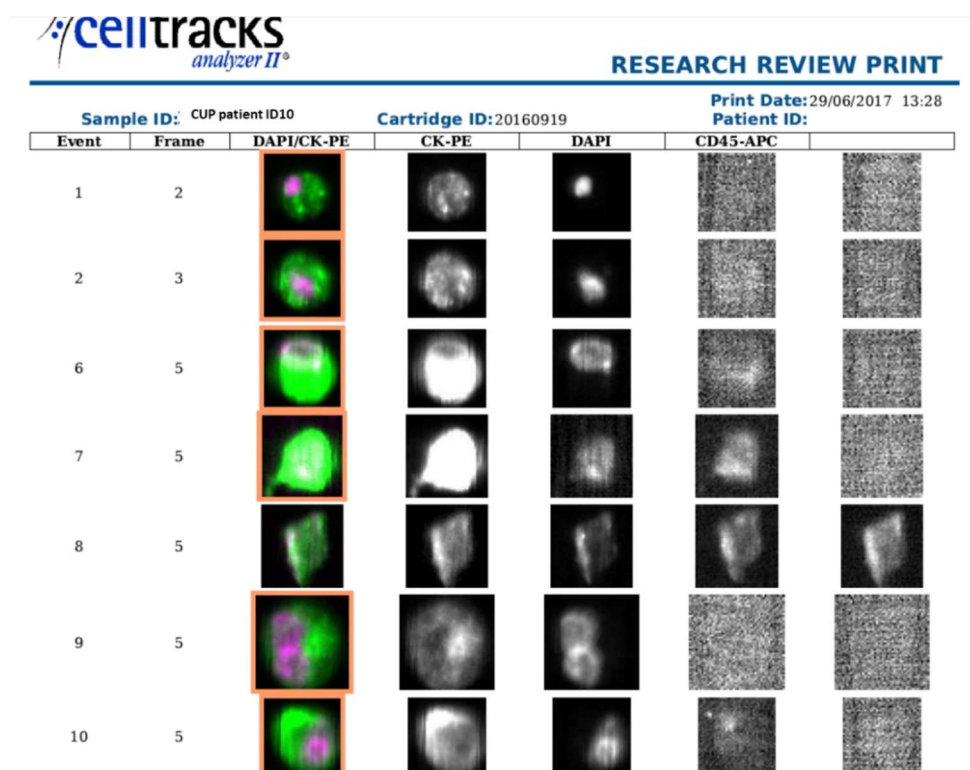 celltracks
analyzer II®
RESEARCH REVIEW PRINT
Print Date: 29/06/2017 13:28
Sample ID: CUP patient ID10 Cartridge ID: 20160919 Patient ID:
Event Frame DAPI/CK-PE CK-PE DAPI CD45-APC
1 2
2 3
6 5
7 5
8 5
9 5
10 5